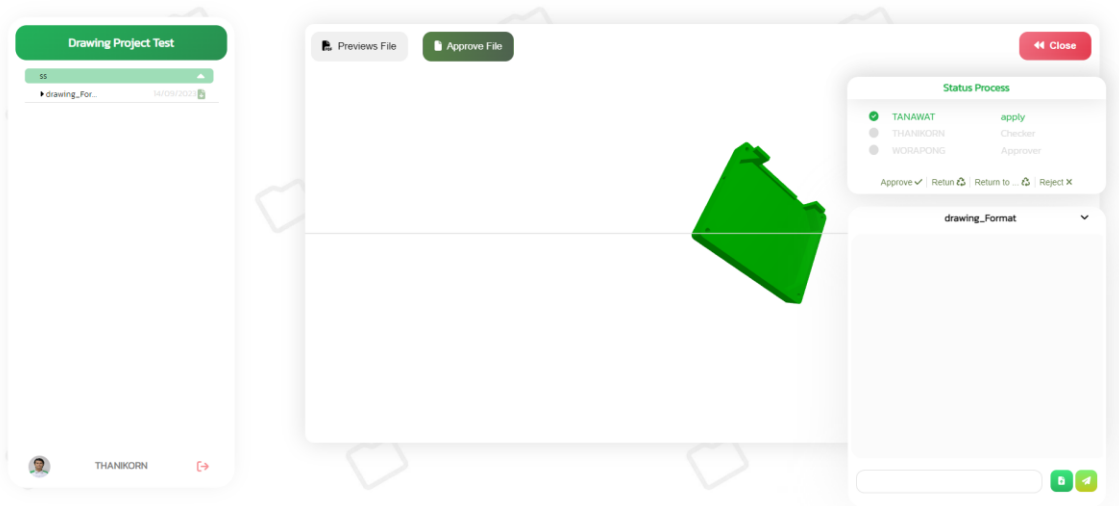 Drawing Project Test
ss
drawing_For... 14/09/2023
THANIKORN
Previews File
Approve File
Close
Status Process
TANAWAT apply
THANIKORN Checker
WORAPONG Approver
Approve | Retun | Return to ... | Reject
drawing_Format